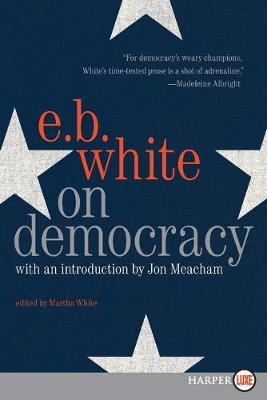 "For democracy's weary champions,
White's time-tested prose is a shot of adrenaline."
—Madeleine Albright
e.b.
white
on
democracy
with an introduction by Jon Meacham
edited by Martha White
HARPER LUXE